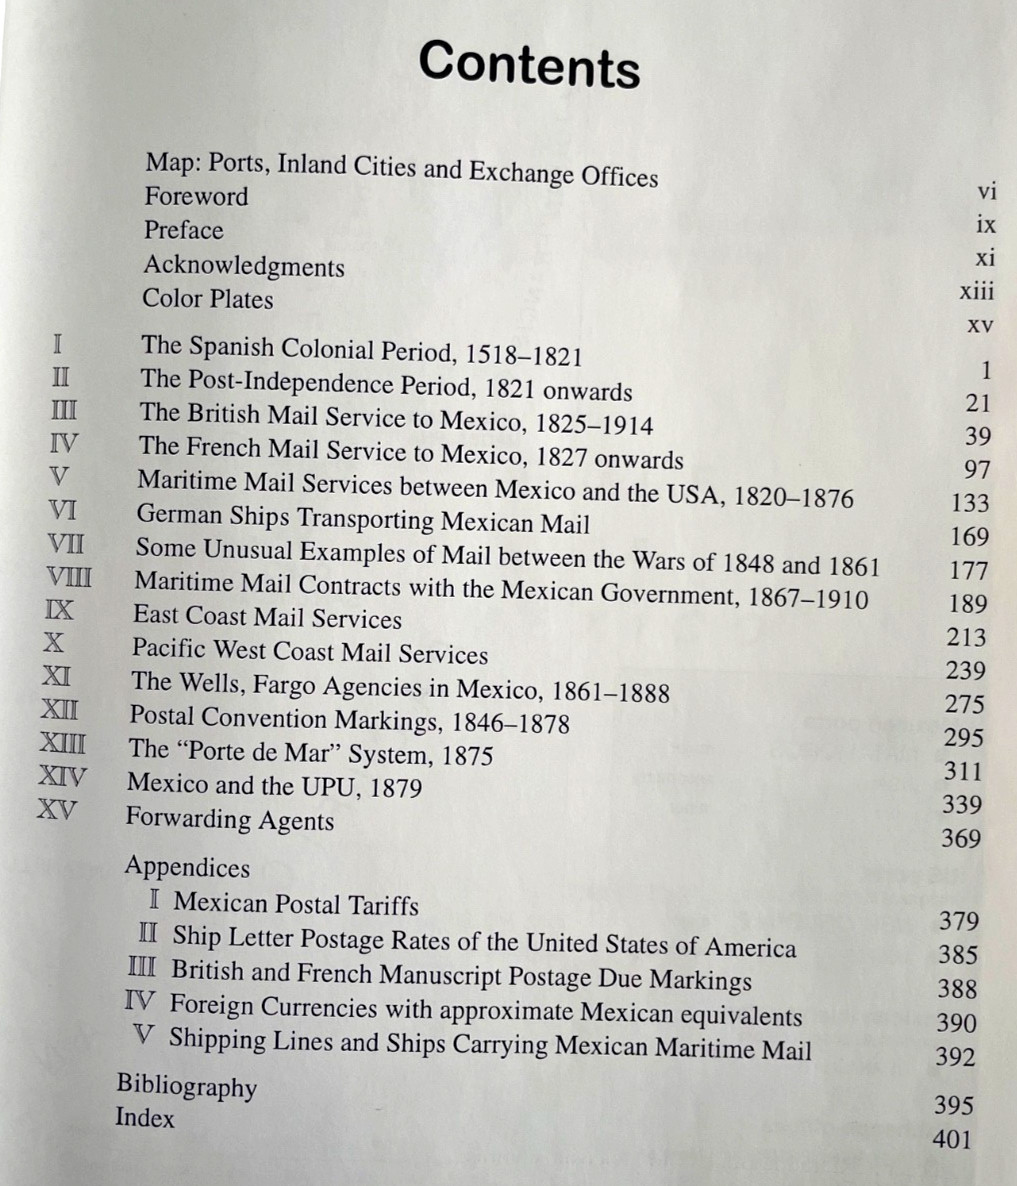 Contents
Map: Ports, Inland Cities and Exchange Offices vi
Foreword ix
Preface xi
Acknowledgments xiii
Color Plates xv
I The Spanish Colonial Period, 1518–1821 1
II The Post-Independence Period, 1821 onwards 21
III The British Mail Service to Mexico, 1825–1914 39
IV The French Mail Service to Mexico, 1827 onwards 97
V Maritime Mail Services between Mexico and the USA, 1820–1876 133
VI German Ships Transporting Mexican Mail 169
VII Some Unusual Examples of Mail between the Wars of 1848 and 1861 177
VIII Maritime Mail Contracts with the Mexican Government, 1867–1910 189
IX East Coast Mail Services 213
X Pacific West Coast Mail Services 239
XI The Wells, Fargo Agencies in Mexico, 1861–1888 275
XII Postal Convention Markings, 1846–1878 295
XIII The “Porte de Mar” System, 1875 311
XIV Mexico and the UPU, 1879 339
XV Forwarding Agents 369
Appendices
I Mexican Postal Tariffs 379
II Ship Letter Postage Rates of the United States of America 385
III British and French Manuscript Postage Due Markings 388
IV Foreign Currencies with approximate Mexican equivalents 390
V Shipping Lines and Ships Carrying Mexican Maritime Mail 392
Bibliography 395
Index 401